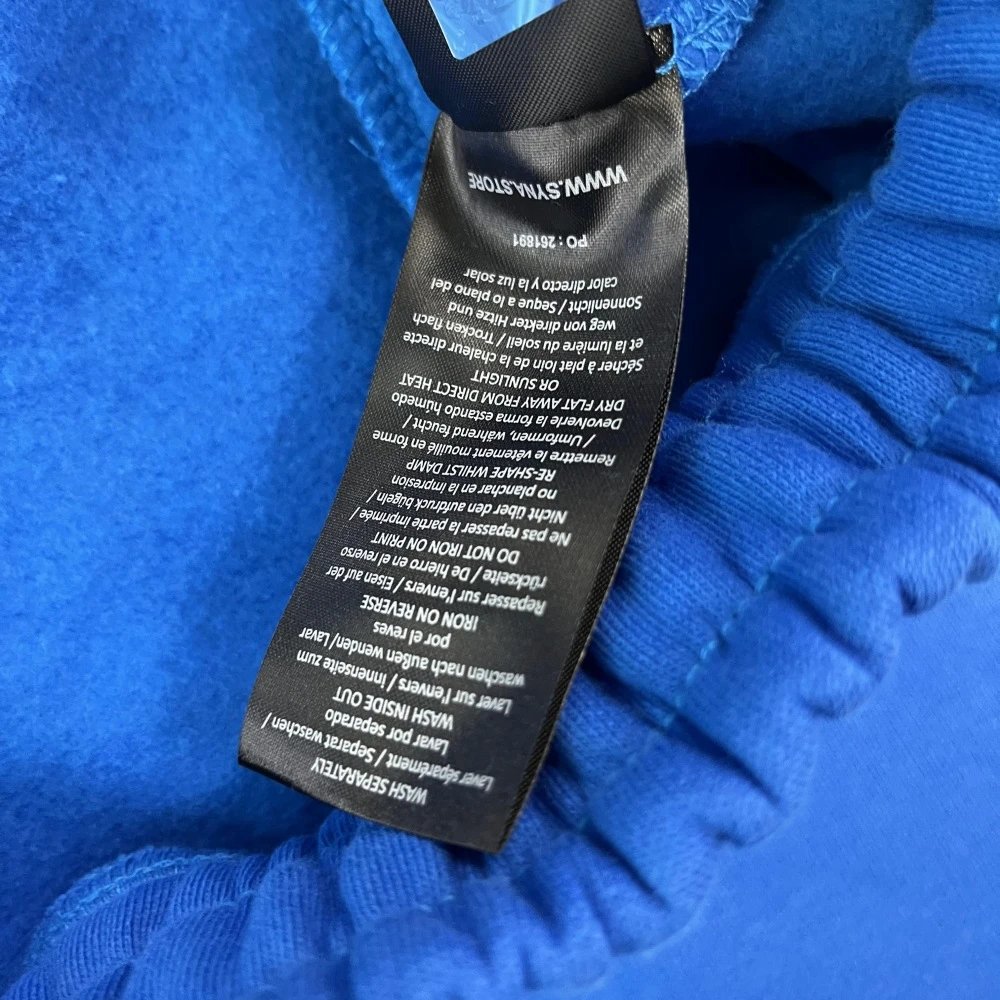 WASH SEPARATELY
Laver séparément / Separat waschen /
Lavar por separado
WASH INSIDE OUT
Laver sur l'envers / Innenseite zum
waschen nach außen wenden/ Lavar
por el reves
IRON ON REVERSE
Repasser sur l'envers / Eisen auf der
rückseite / De hierro en el reverso
DO NOT IRON ON PRINT
Ne pas repasser la partie imprimée /
Nicht über den aufdruck bügeln /
no planchar en la impresion
RE-SHAPE WHILST DAMP
Remettre le vêtement mouillé en forme
/ Umformen, während feucht /
Devolverle la forma estando húmedo
DRY FLAT AWAY FROM DIRECT HEAT
OR SUNLIGHT
Sécher à plat loin de la chaleur directe
et la lumière du soleil / Trocken flach
weg von direkter Hitze und
Sonnenlicht / Seque a lo plano del
calor directo y la luz solar
PO : 261891
WWW.SYNA.STORE